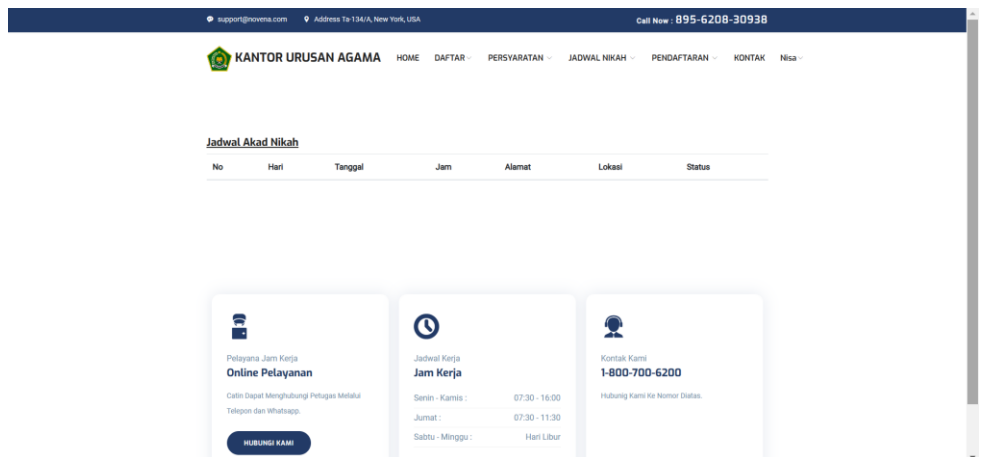 support@novena.com Address Ta-134/A, New York, USA Call Now : 895-6208-30938
KANTOR URUSAN AGAMA HOME DAFTAR PERSYARATAN JADWAL NIKAH PENDAFTARAN KONTAK Nisa
Jadwal Akad Nikah
No Hari Tanggal Jam Alamat Lokasi Status
Pelayana Jam Kerja
Online Pelayanan
Catin Dapat Menghubungi Petugas Melalui
Telepon dan Whatsapp.
HUBUNGI KAMI
Jadwal Kerja
Jam Kerja
Senin - Kamis : 07:30 - 16:00
Jumat : 07:30 - 11:30
Sabtu - Minggu : Hari Libur
Kontak Kami
1-800-700-6200
Hubunig Kami Ke Nomor Diatas.